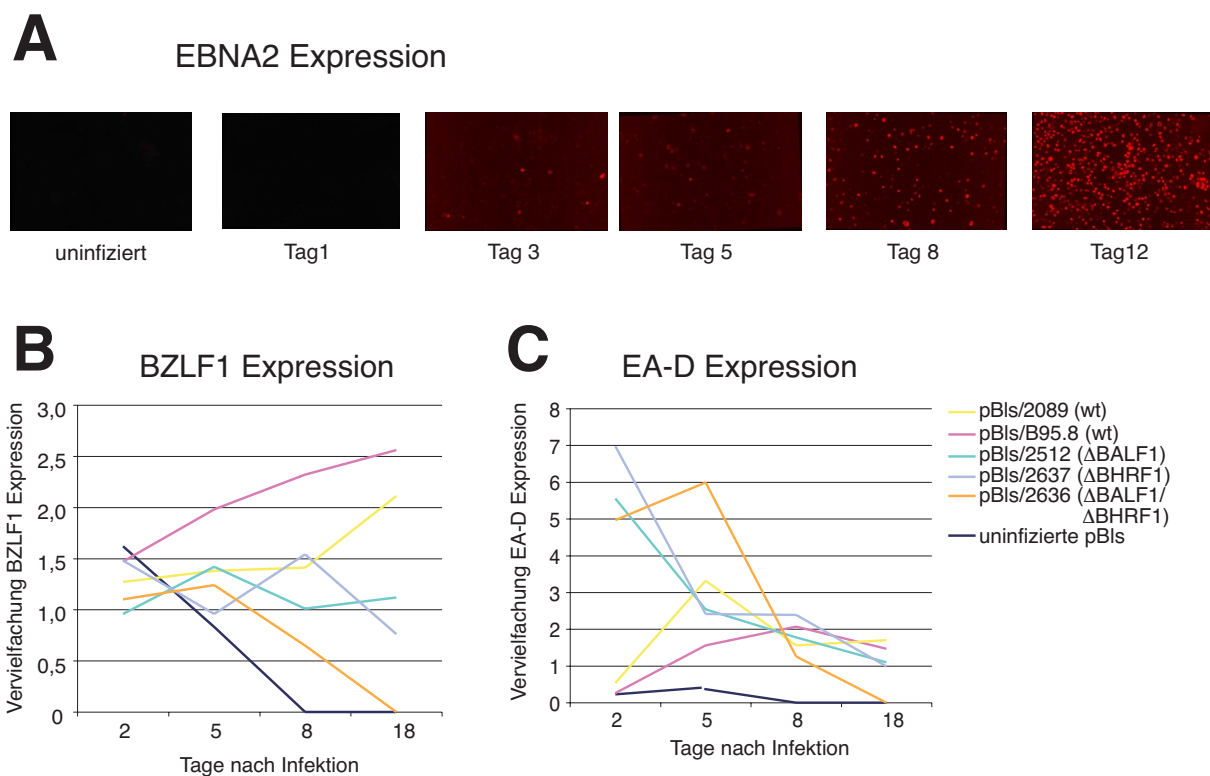 A
EBNA2 Expression
uninfiziert
Tag1
Tag 3
Tag 5
Tag 8
Tag12
B
BZLF1 Expression
Vervielfachung BZLF1 Expression
3,0
2,5
2,0
1,5
1,0
0,5
0
2
5
8
18
Tage nach Infektion
C
EA-D Expression
Vervielfachung EA-D Expression
8
7
6
5
4
3
2
1
0
2
5
8
18
Tage nach Infektion
pBls/2089 (wt)
pBls/B95.8 (wt)
pBls/2512 (ΔBALF1)
pBls/2637 (ΔBHRF1)
pBls/2636 (ΔBALF1/
ΔBHRF1)
uninfizierte pBls